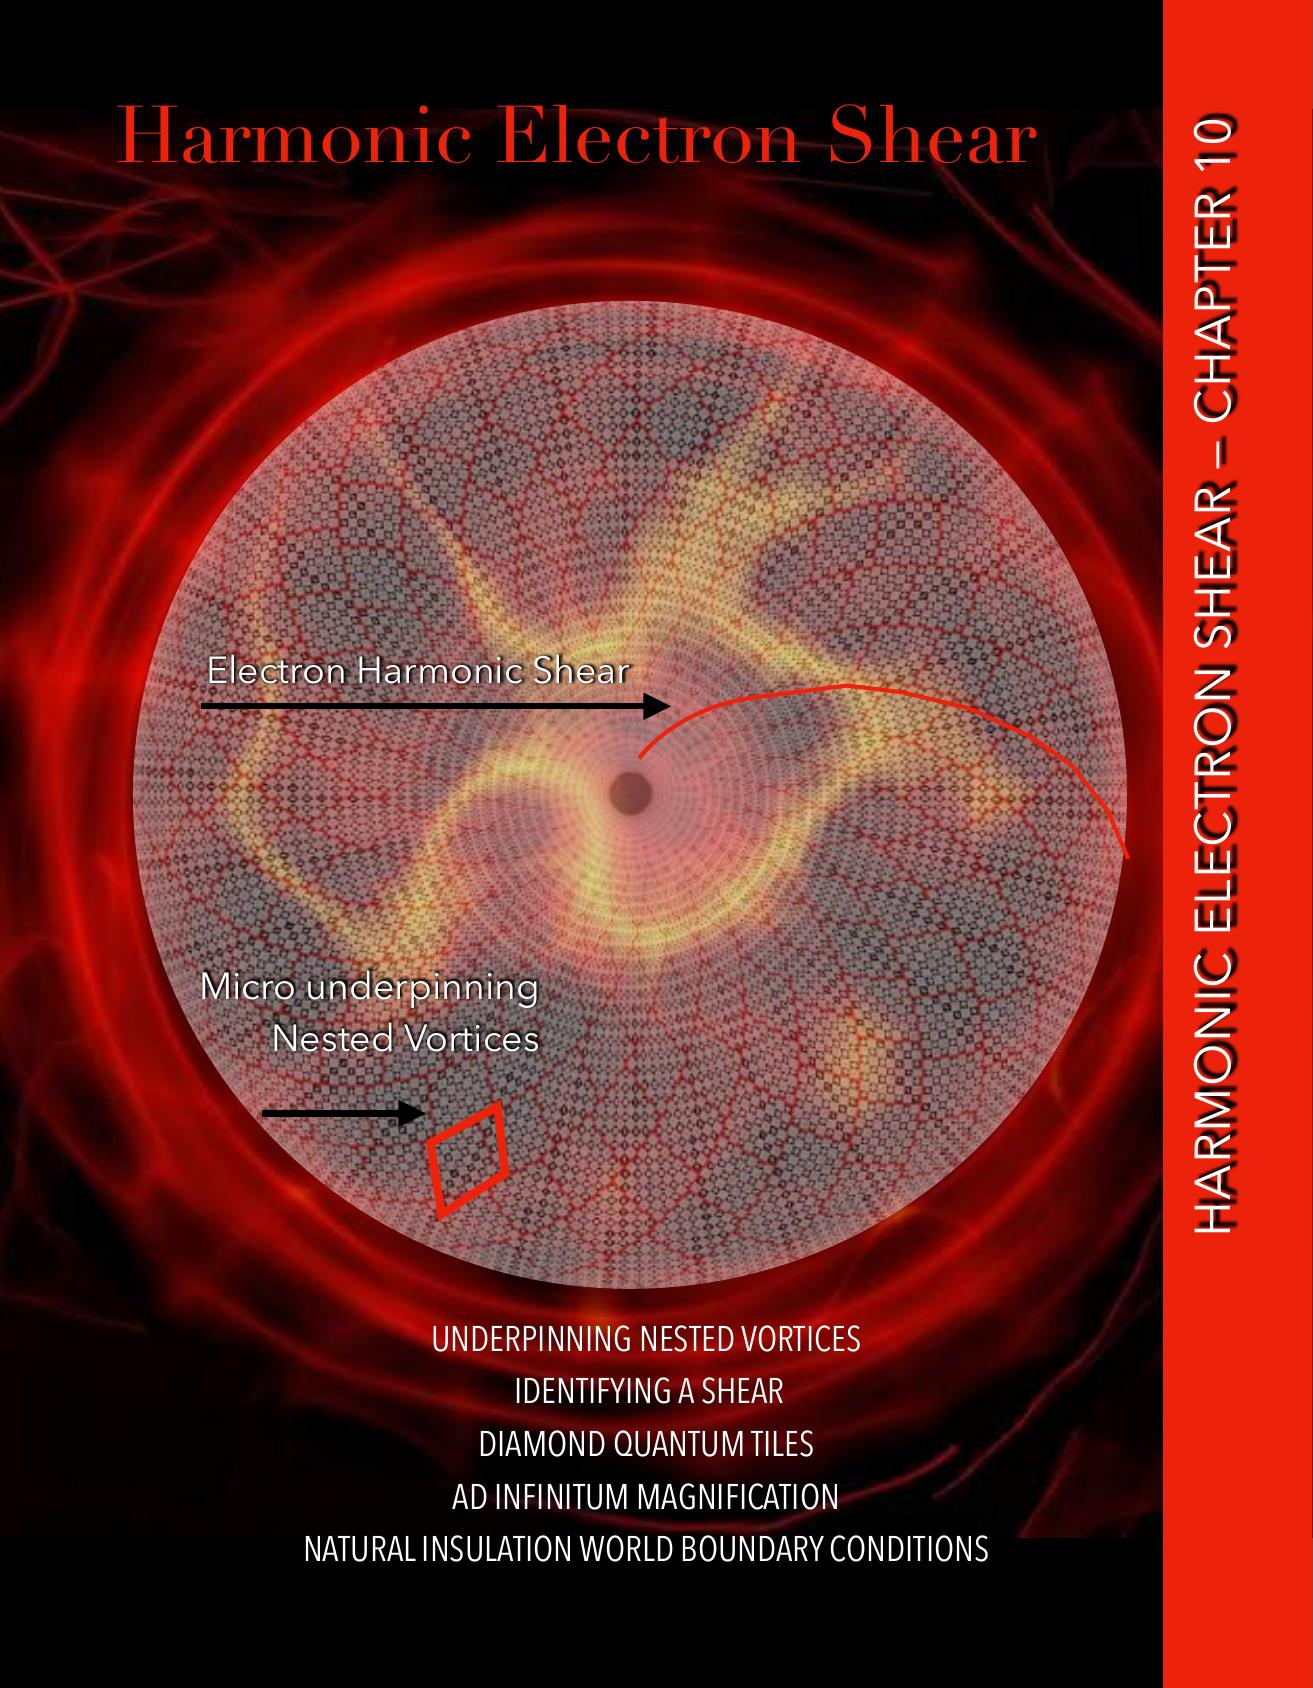 Harmonic Electron Shear
HARMONIC ELECTRON SHEAR – CHAPTER 10
Electron Harmonic Shear
Micro underpinning
Nested Vortices
UNDERPINNING NESTED VORTICES
IDENTIFYING A SHEAR
DIAMOND QUANTUM TILES
AD INFINITUM MAGNIFICATION
NATURAL INSULATION WORLD BOUNDARY CONDITIONS